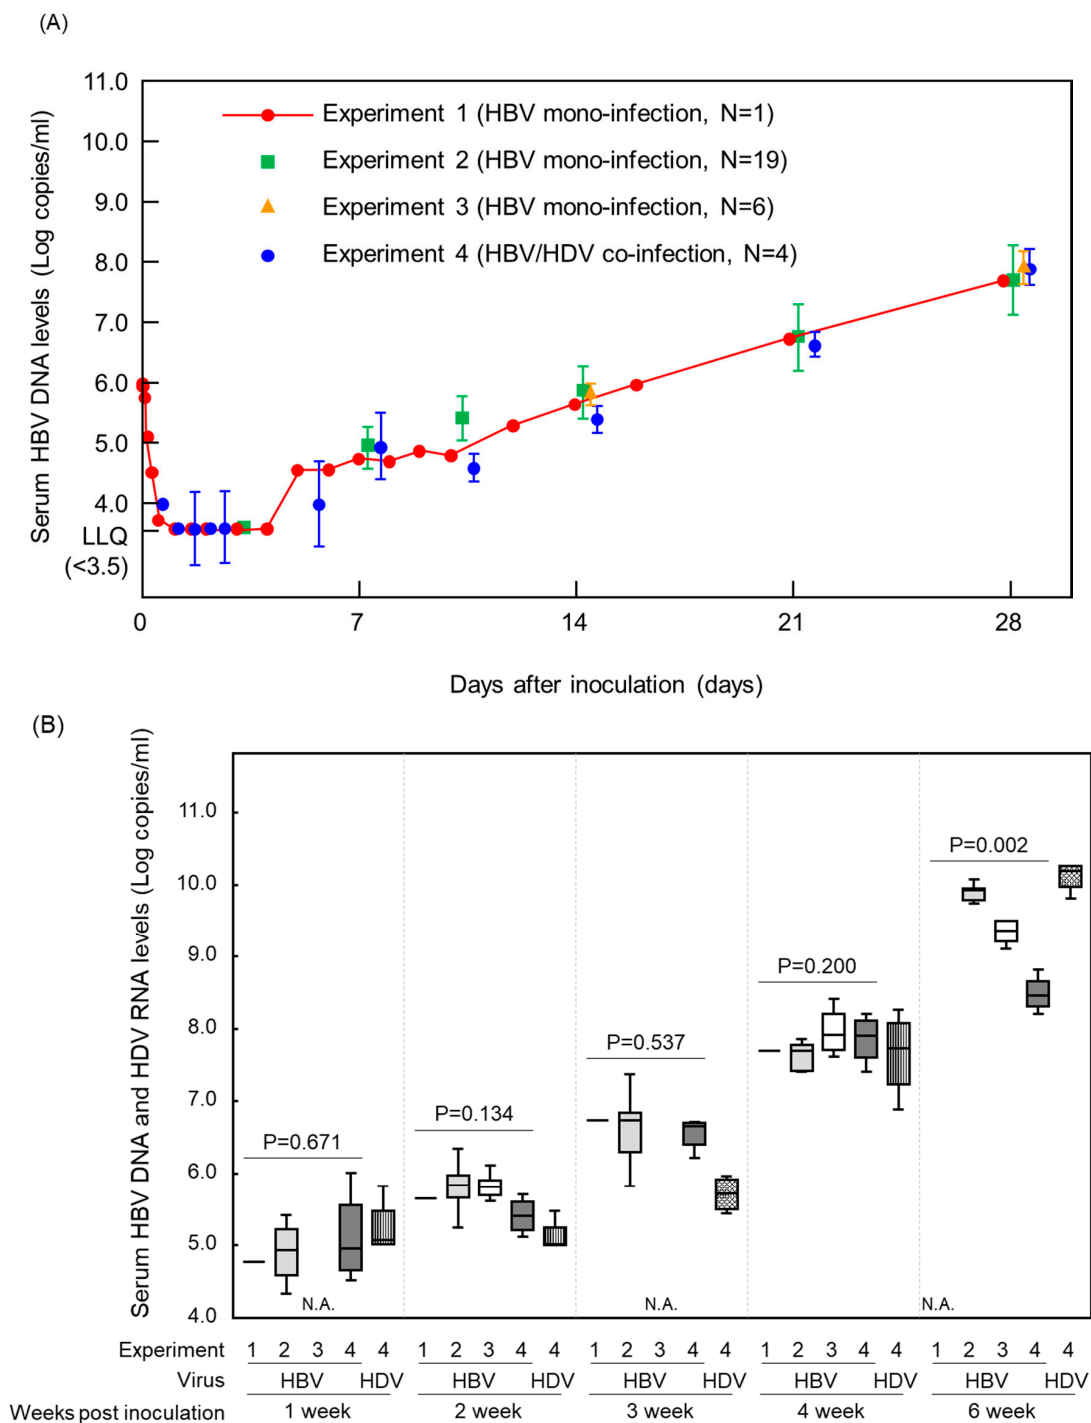 (A)
Serum HBV DNA levels (Log copies/ml)
11.0
10.0
9.0
8.0
7.0
6.0
5.0
4.0
LLQ
(<3.5)
Experiment 1 (HBV mono-infection, N=1)
Experiment 2 (HBV mono-infection, N=19)
Experiment 3 (HBV mono-infection, N=6)
Experiment 4 (HBV/HDV co-infection, N=4)
0 7 14 21 28
Days after inoculation (days)
(B)
Serum HBV DNA and HDV RNA levels (Log copies/ml)
11.0
10.0
9.0
8.0
7.0
6.0
5.0
4.0
P=0.671
P=0.134
P=0.537
P=0.200
P=0.002
N.A. N.A. N.A.
Experiment 1 2 3 4 4 1 2 3 4 4 1 2 3 4 4 1 2 3 4 4 1 2 3 4 4
Virus HBV HDV HBV HDV HBV HDV HBV HDV HBV HDV
Weeks post inoculation 1 week 2 week 3 week 4 week 6 week